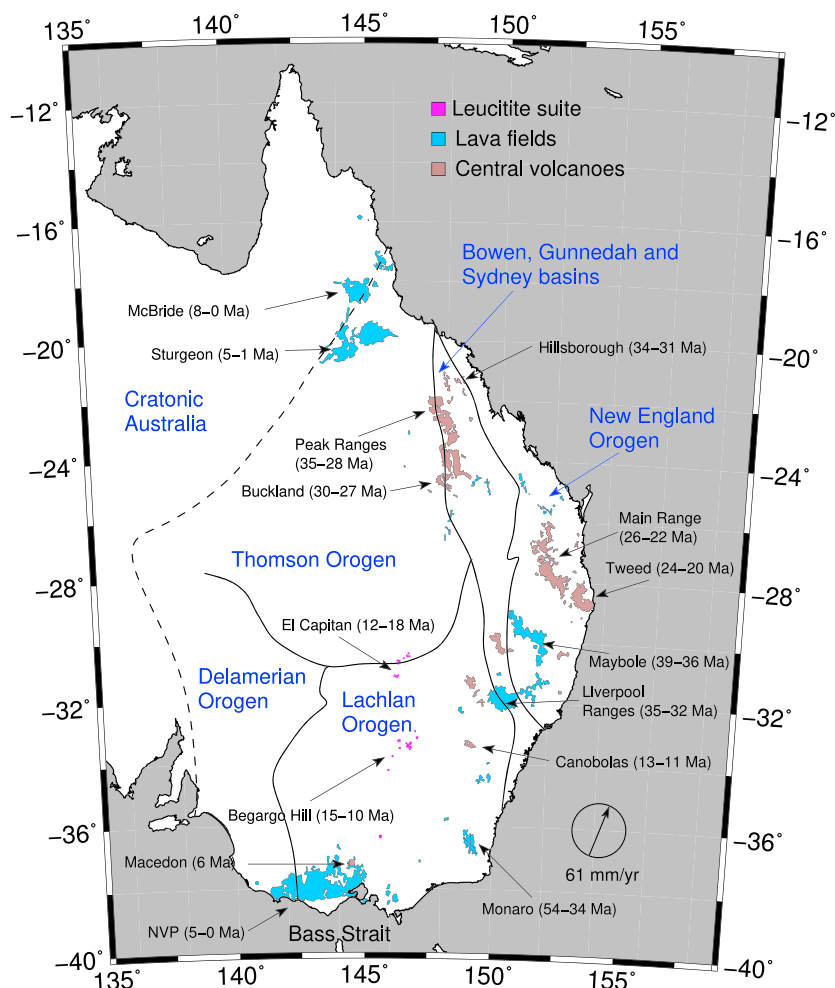 135˚
140˚
145˚
150˚
155˚
−12˚
−12˚
Leucitite suite
Lava fields
Central volcanoes
−16˚
−16˚
Bowen, Gunnedah and
Sydney basins
McBride (8−0 Ma)
−20˚
−20˚
Sturgeon (5−1 Ma)
Hillsborough (34−31 Ma)
Cratonic
Australia
New England
Orogen
Peak Ranges
(35−28 Ma)
−24˚
−24˚
Buckland (30−27 Ma)
Main Range
(26−22 Ma)
Thomson Orogen
Tweed (24−20 Ma)
−28˚
−28˚
El Capitan (12−18 Ma)
Maybole (39−36 Ma)
Delamerian
Orogen
Lachlan
Orogen
LIverpool
Ranges (35−32 Ma)
−32˚
−32˚
Canobolas (13−11 Ma)
Begargo Hill (15−10 Ma)
−36˚
−36˚
Macedon (6 Ma)
61 mm/yr
Monaro (54−34 Ma)
NVP (5−0 Ma)
Bass Strait
−40˚
−40˚
135˚
140˚
145˚
150˚
155˚